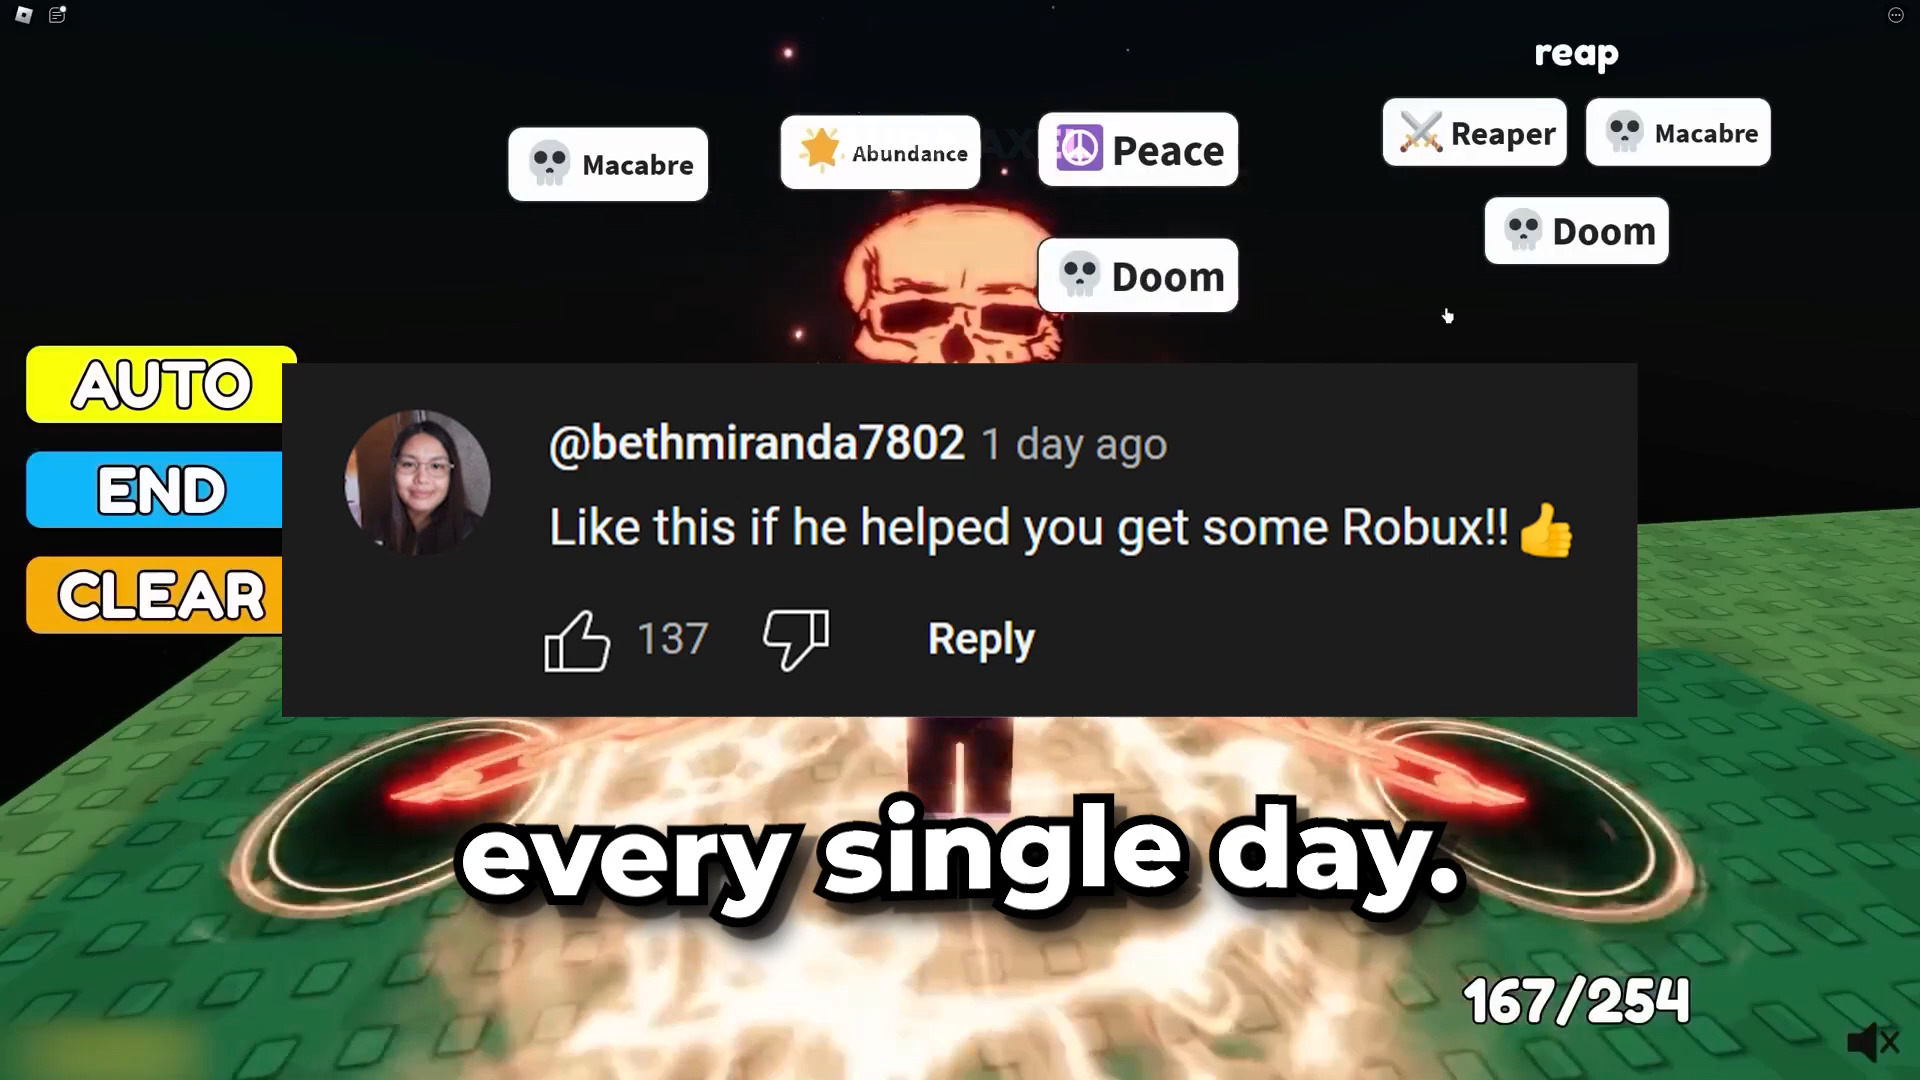 reap
Macabre
Abundance
Peace
Reaper
Macabre
Doom
Doom
AUTO
END
CLEAR
@bethmiranda7802 1 day ago
Like this if he helped you get some Robux!!👍
137
Reply
every single day.
167/254